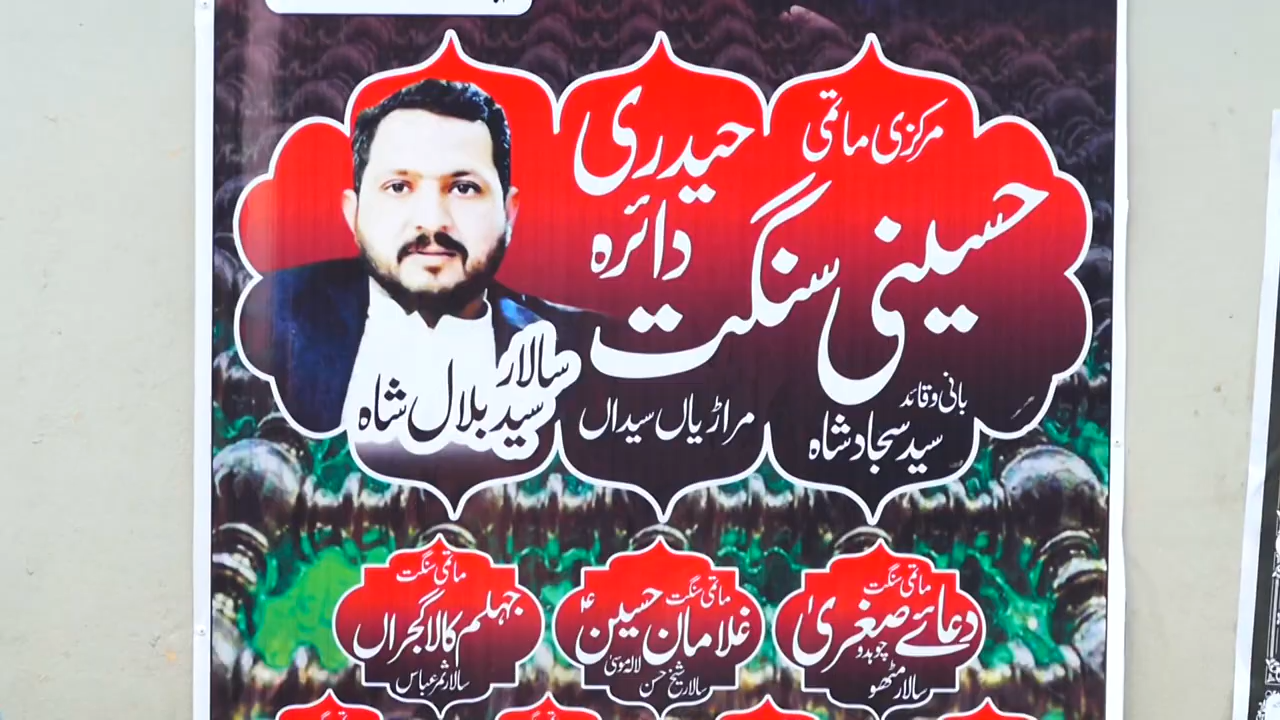 مرکزی ماتمی
حسینی سنگت
حیدری
دائرہ
بانی وقائد
سید سجاد شاہ
مراڑیاں سیداں
سالار
سید بلال شاہ
ماتمی سنگت
دعائے صغریٰ
چوہدو
سالار مٹھو
ماتمی سنگت
غلامان حسینؑ
لالہ موسیٰ
سالار شیخ حسن
ماتمی سنگت
جہلم کالا گجراں
سالار ثمر عباس